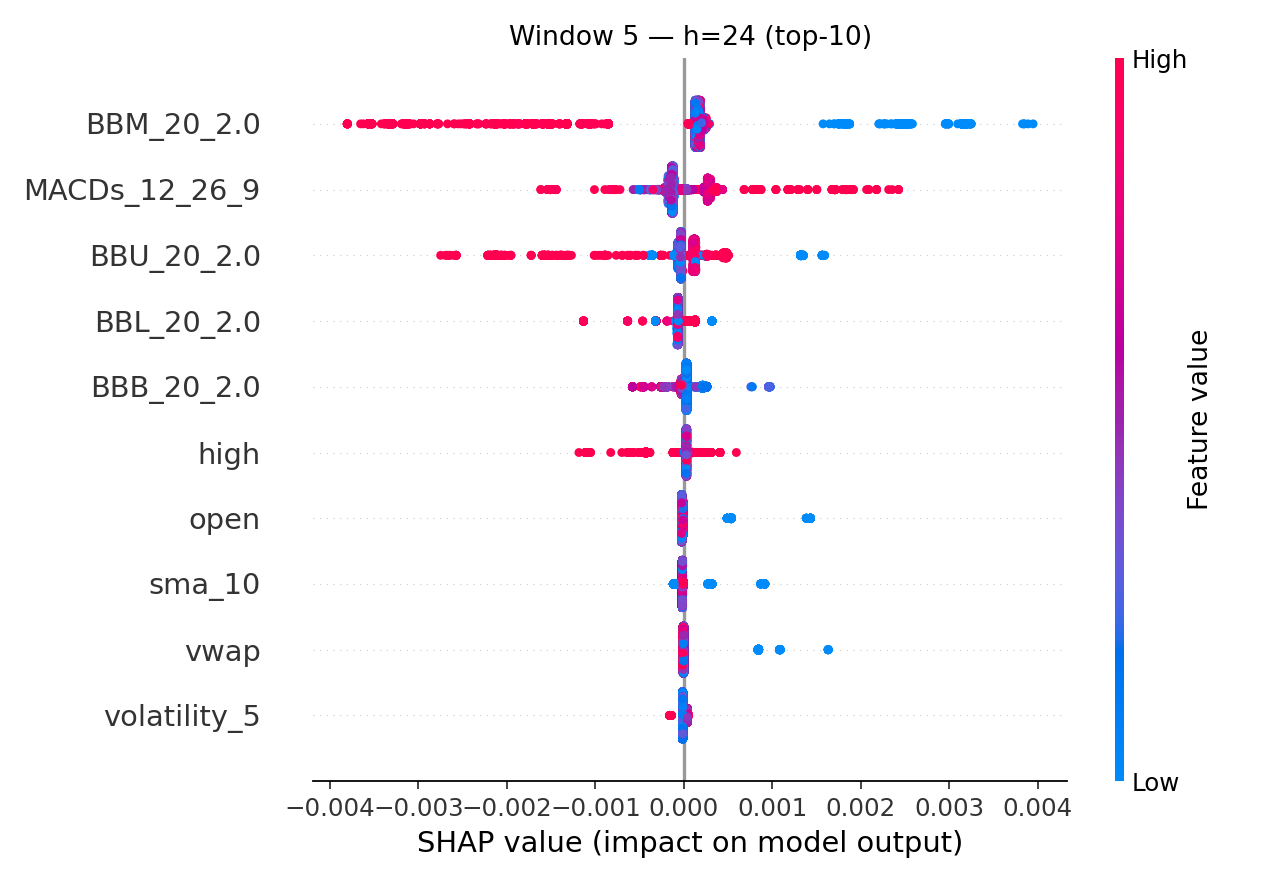 Window 5 — h=24 (top-10)
High
BBM_20_2.0
MACDs_12_26_9
BBU_20_2.0
BBL_20_2.0
BBB_20_2.0
high
open
sma_10
vwap
volatility_5
Feature value
Low
−0.004 −0.003 −0.002 −0.001 0.000 0.001 0.002 0.003 0.004
SHAP value (impact on model output)